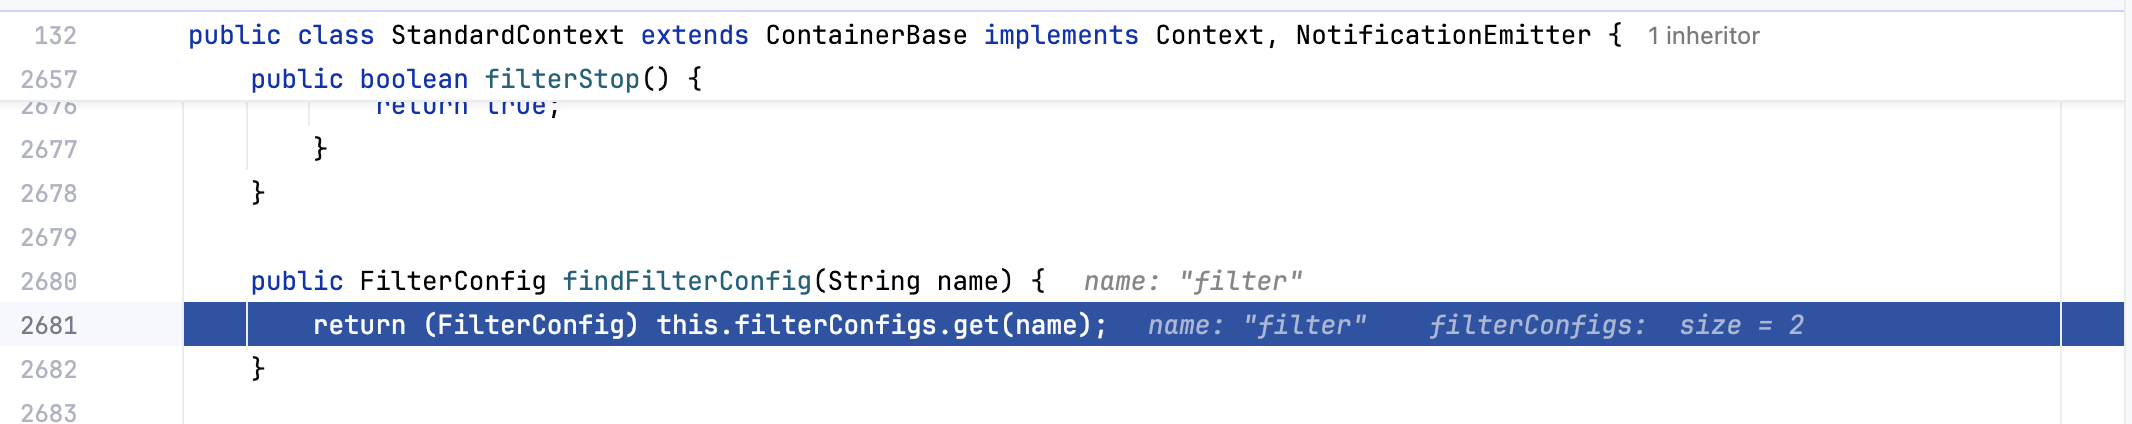 132 public class StandardContext extends ContainerBase implements Context, NotificationEmitter { 1 inheritor
2657 public boolean filterStop() {
2676 return true;
2677 }
2678 }
2679
2680 public FilterConfig findFilterConfig(String name) { name: "filter"
2681 return (FilterConfig) this.filterConfigs.get(name); name: "filter" filterConfigs: size = 2
2682 }
2683